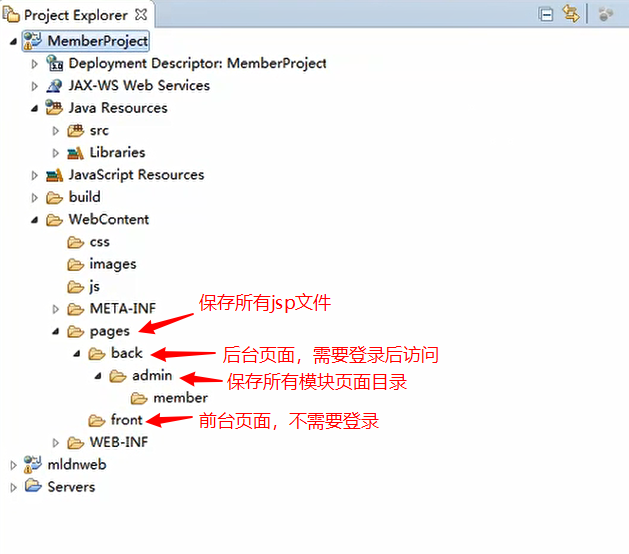 Project Explorer
MemberProject
Deployment Descriptor: MemberProject
JAX-WS Web Services
Java Resources
src
Libraries
JavaScript Resources
build
WebContent
css
images
js
META-INF
保存所有jsp文件
pages
back
后台页面，需要登录后访问
admin
保存所有模块页面目录
member
front
前台页面，不需要登录
WEB-INF
mldnweb
Servers